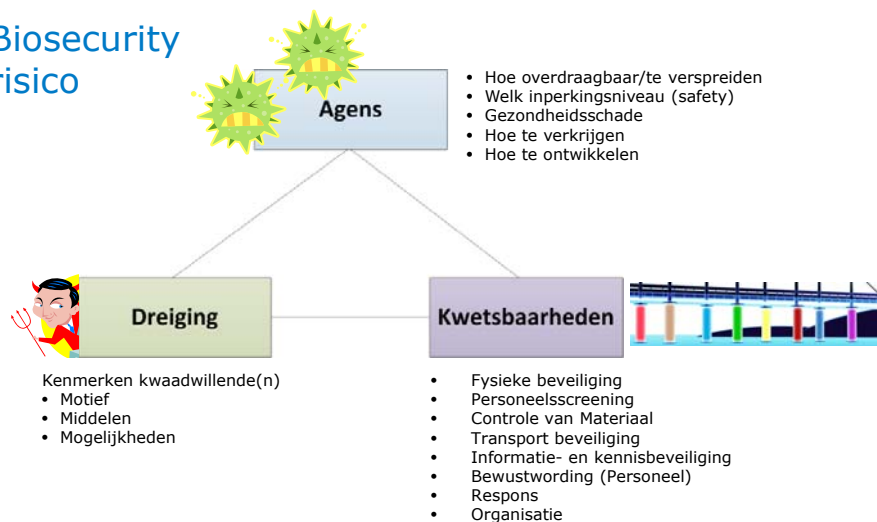 Biosecurity
risico
Agens
• Hoe overdraagbaar/te verspreiden
• Welk inperkingsniveau (safety)
• Gezondheidsschade
• Hoe te verkrijgen
• Hoe te ontwikkelen
Dreiging
Kwetsbaarheden
Kenmerken kwaadwillende(n)
• Motief
• Middelen
• Mogelijkheden
• Fysieke beveiliging
• Personeelsscreening
• Controle van Materiaal
• Transport beveiliging
• Informatie- en kennisbeveiliging
• Bewustwording (Personeel)
• Respons
• Organisatie